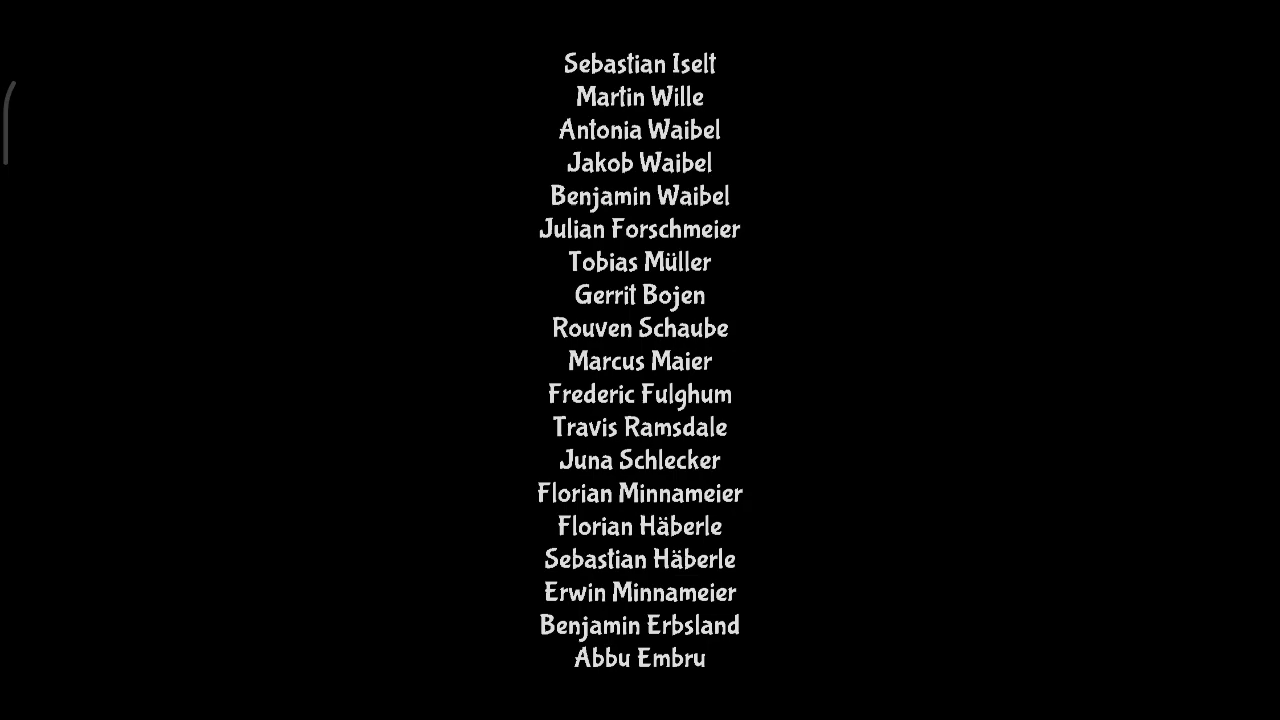 Sebastian Iselt
Martin Wille
Antonia Waibel
Jakob Waibel
Benjamin Waibel
Julian Forschmeier
Tobias Müller
Gerrit Bojen
Rouven Schaube
Marcus Maier
Frederic Fulghum
Travis Ramsdale
Juna Schlecker
Florian Minnameier
Florian Häberle
Sebastian Häberle
Erwin Minnameier
Benjamin Erbsland
Abbu Embru